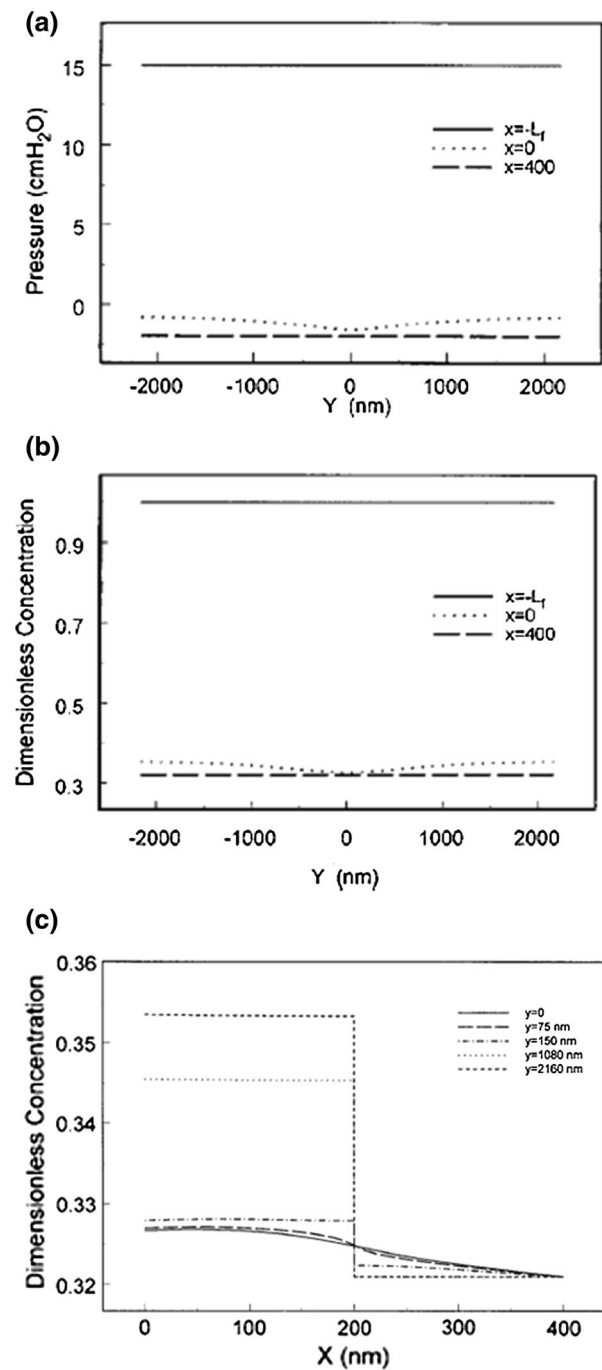 (a)
Pressure (cmH₂O)
15
10
5
0
x=-Lf
x=0
x=400
-2000 -1000 0 1000 2000
Y (nm)
(b)
Dimensionless Concentration
0.9
0.7
0.5
0.3
x=-Lf
x=0
x=400
-2000 -1000 0 1000 2000
Y (nm)
(c)
Dimensionless Concentration
0.36
0.35
0.34
0.33
0.32
y=0
y=75 nm
y=150 nm
y=1080 nm
y=2160 nm
0 100 200 300 400
X (nm)